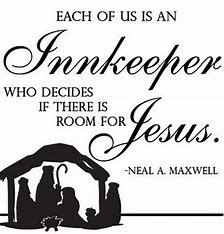 EACH OF US IS AN
Innkeeper
WHO DECIDES
IF THERE IS
ROOM FOR
Jesus.
-NEAL A. MAXWELL